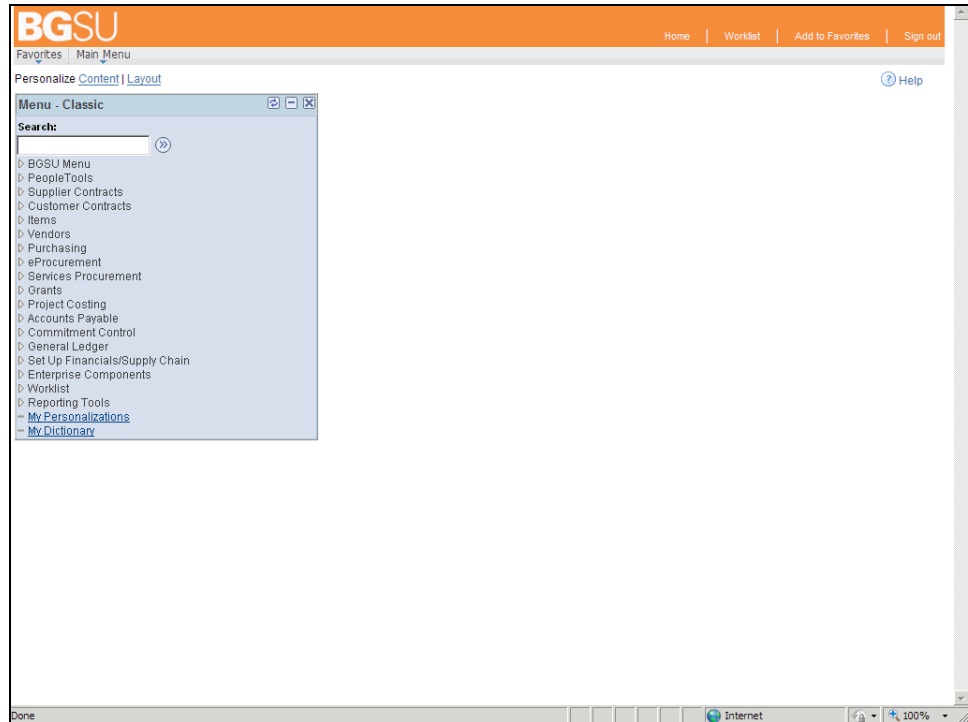 BGSU
Home | Worklist | Add to Favorites | Sign out
Favorites Main Menu
Personalize Content | Layout
? Help
Menu - Classic
Search:
BGSU Menu
PeopleTools
Supplier Contracts
Customer Contracts
Items
Vendors
Purchasing
eProcurement
Services Procurement
Grants
Project Costing
Accounts Payable
Commitment Control
General Ledger
Set Up Financials/Supply Chain
Enterprise Components
Worklist
Reporting Tools
My Personalizations
My Dictionary
Done Internet 100%